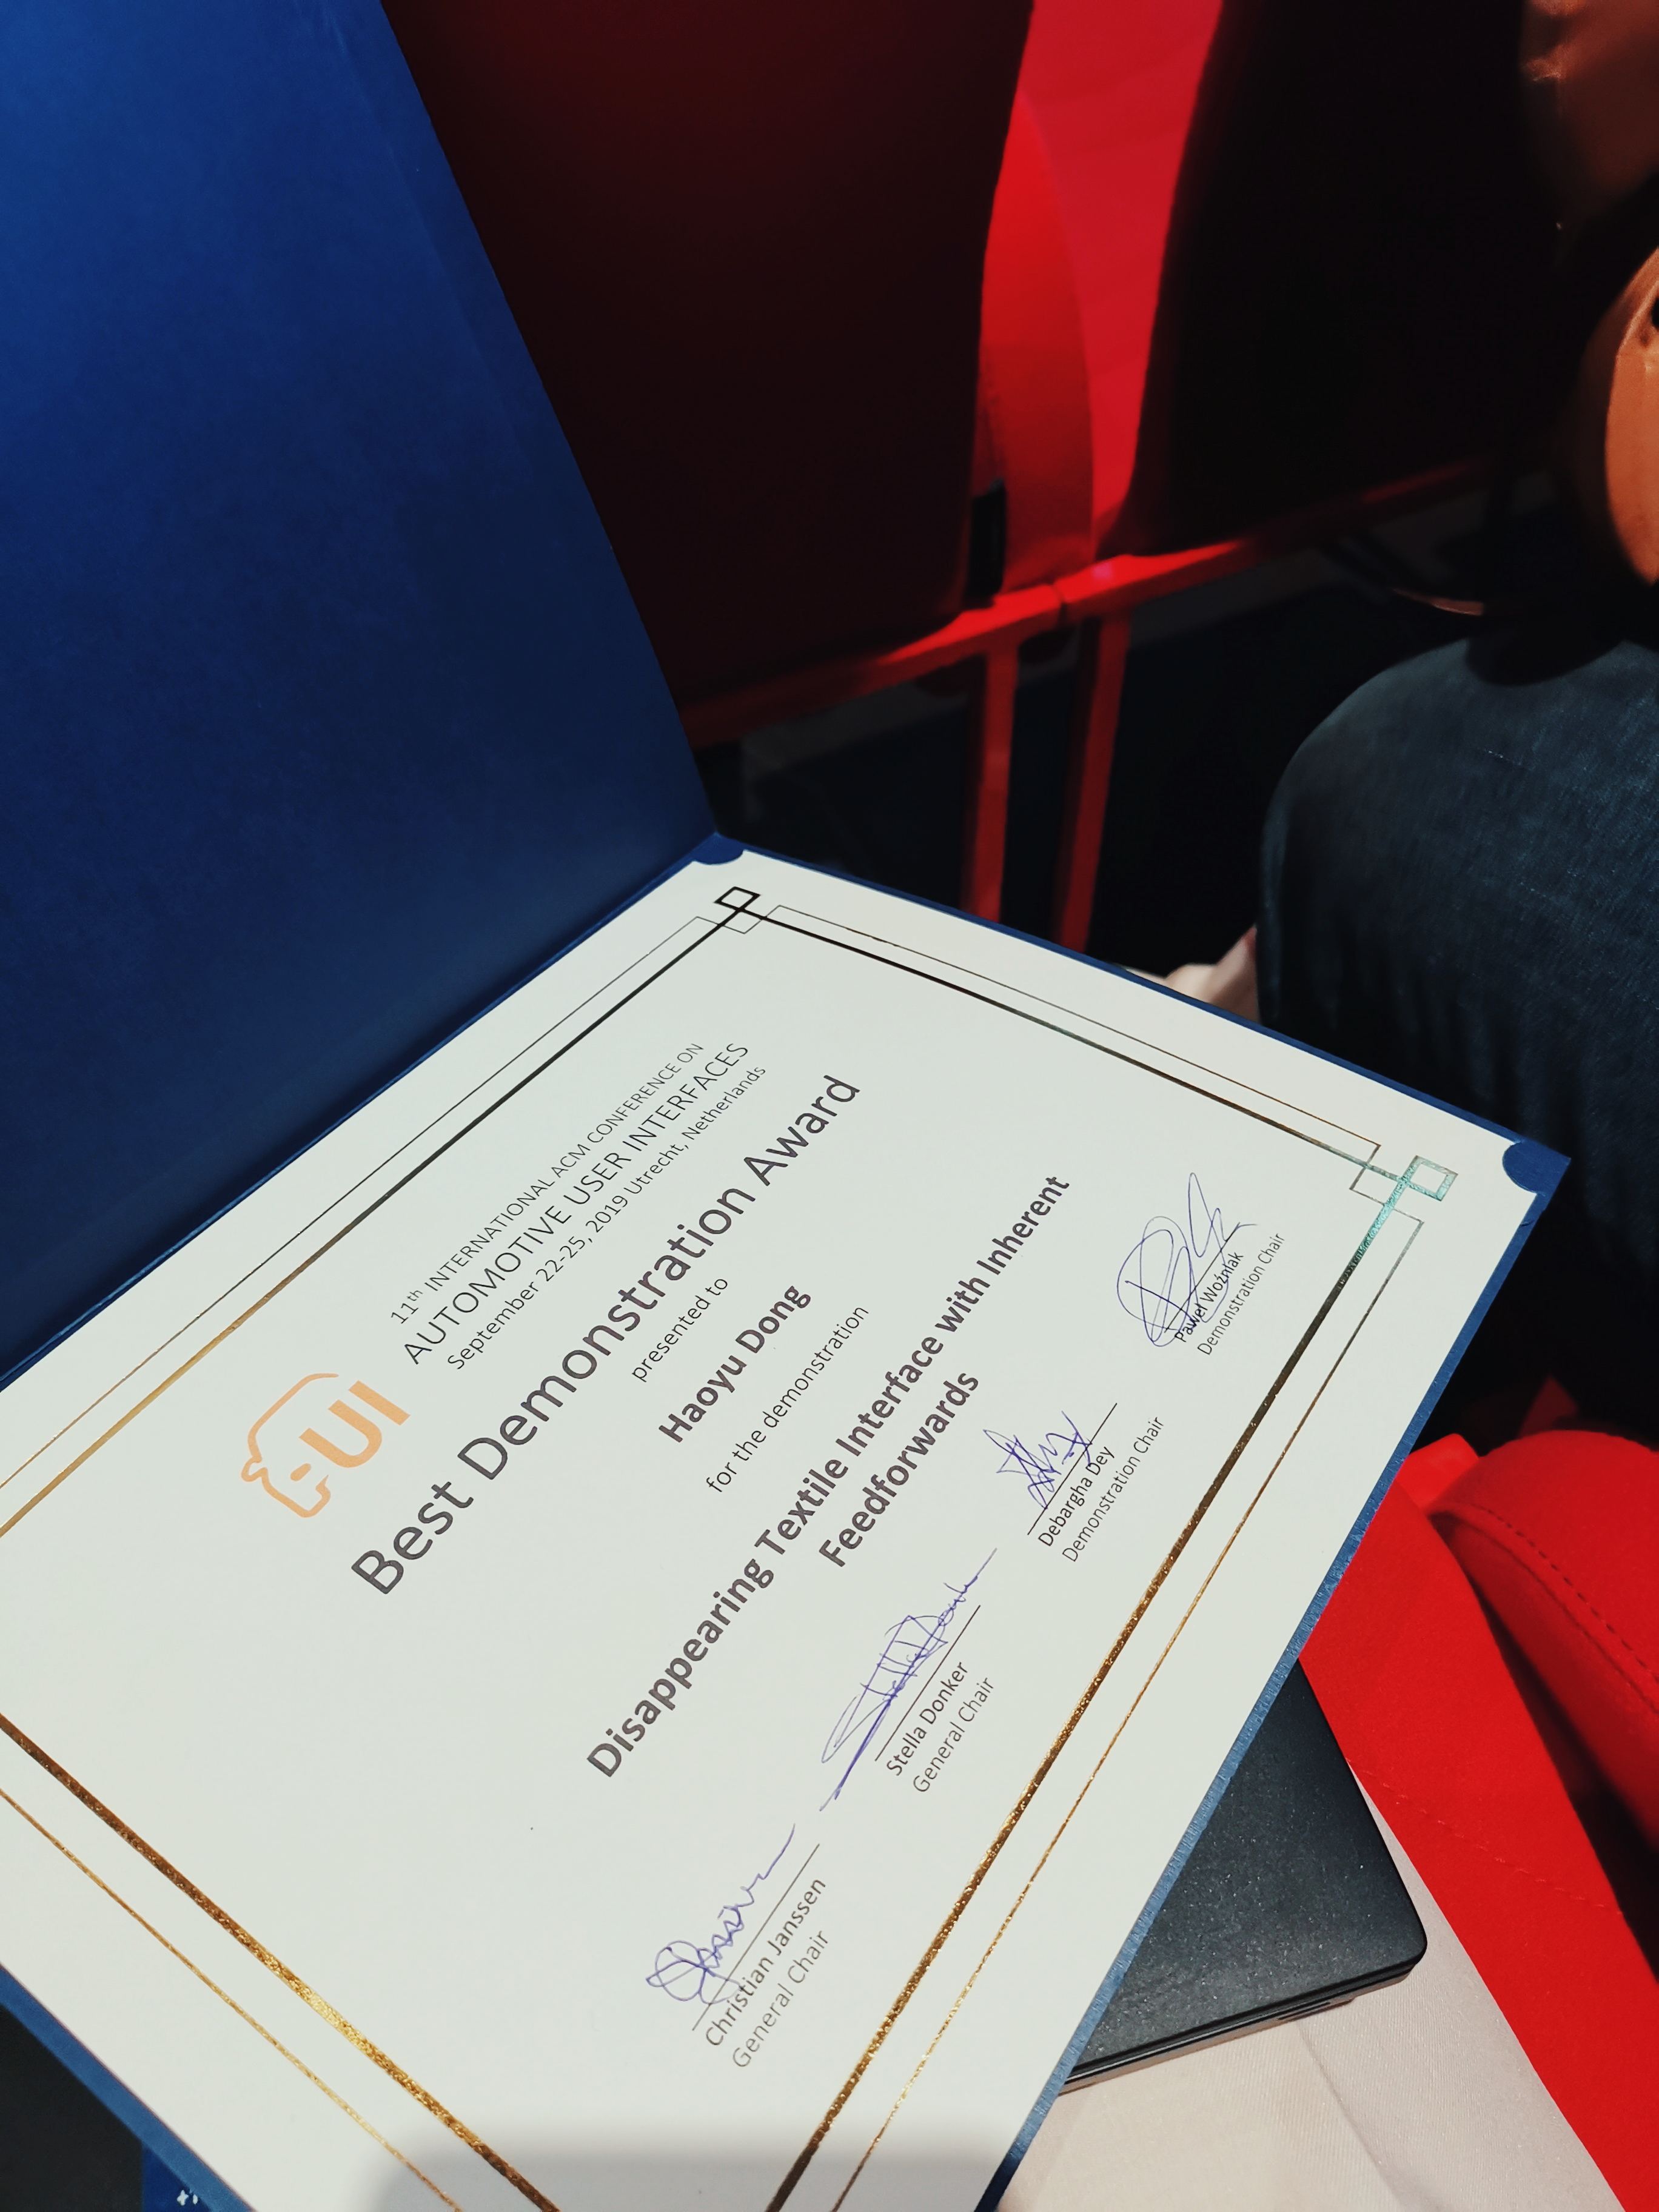 UI
11th INTERNATIONAL ACM CONFERENCE ON
AUTOMOTIVE USER INTERFACES
September 22-25, 2019 Utrecht, Netherlands
Best Demonstration Award
presented to
Haoyu Dong
for the demonstration
Disappearing Textile Interface with Inherent
Feedforwards
Christian Janssen
General Chair
Stella Donker
General Chair
Debargha Dey
Demonstration Chair
Paweł Woźniak
Demonstration Chair